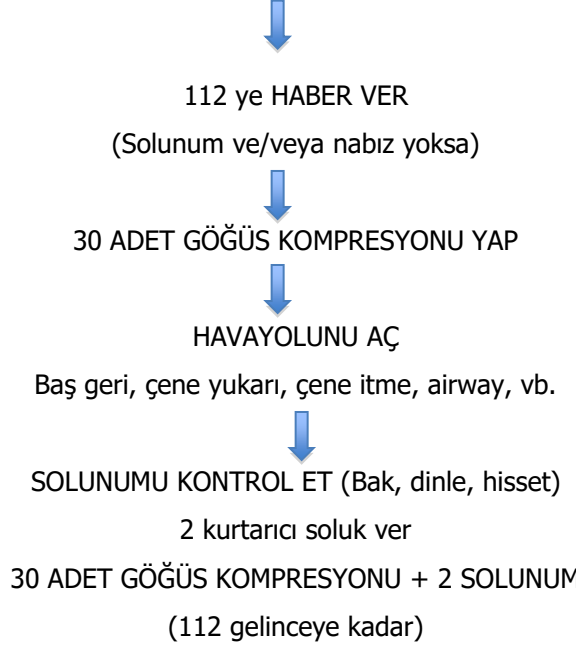 112 ye HABER VER
(Solunum ve/veya nabız yoksa)
30 ADET GÖĞÜS KOMPRESYONU YAP
HAVAYOLUNU AÇ
Baş geri, çene yukarı, çene itme, airway, vb.
SOLUNUMU KONTROL ET (Bak, dinle, hisset)
2 kurtarıcı soluk ver
30 ADET GÖĞÜS KOMPRESYONU + 2 SOLUNUM
(112 gelinceye kadar)